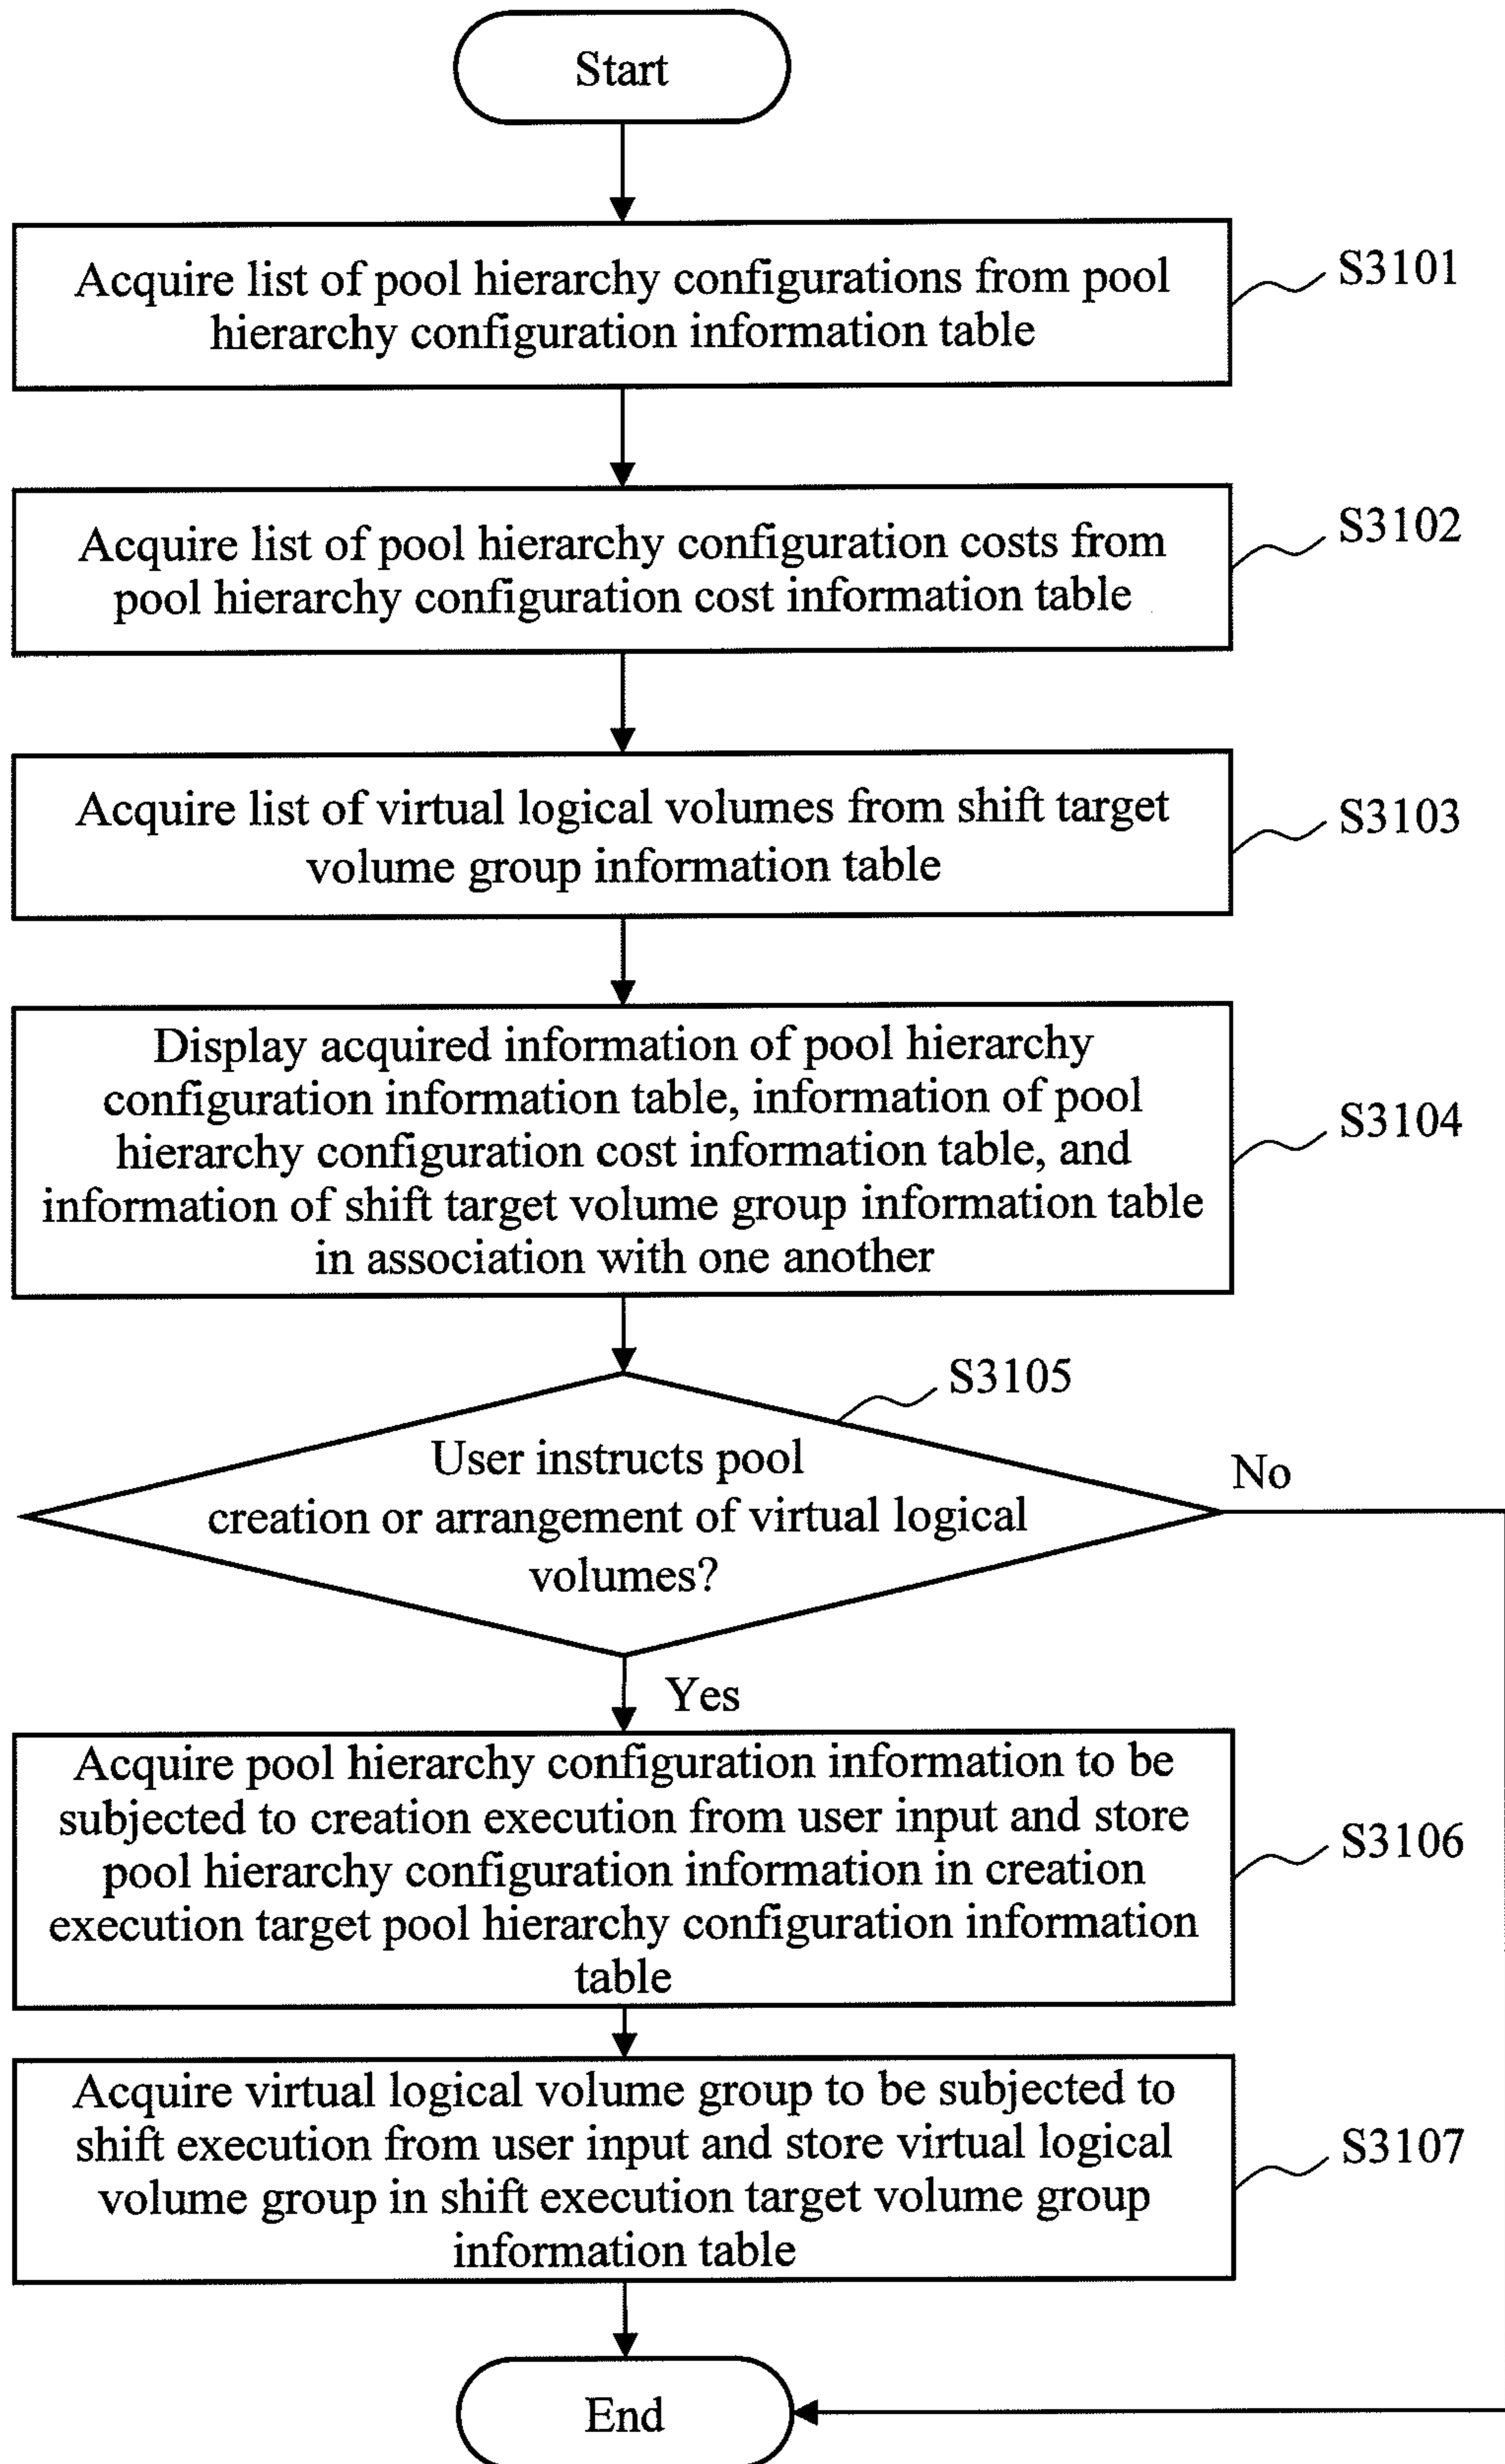 Start
Acquire list of pool hierarchy configurations from pool
hierarchy configuration information table
S3101
Acquire list of pool hierarchy configuration costs from
pool hierarchy configuration cost information table
S3102
Acquire list of virtual logical volumes from shift target
volume group information table
S3103
Display acquired information of pool hierarchy
configuration information table, information of pool
hierarchy configuration cost information table, and
information of shift target volume group information table
in association with one another
S3104
S3105
User instructs pool
creation or arrangement of virtual logical
volumes?
No
Yes
Acquire pool hierarchy configuration information to be
subjected to creation execution from user input and store
pool hierarchy configuration information in creation
execution target pool hierarchy configuration information
table
S3106
Acquire virtual logical volume group to be subjected to
shift execution from user input and store virtual logical
volume group in shift execution target volume group
information table
S3107
End